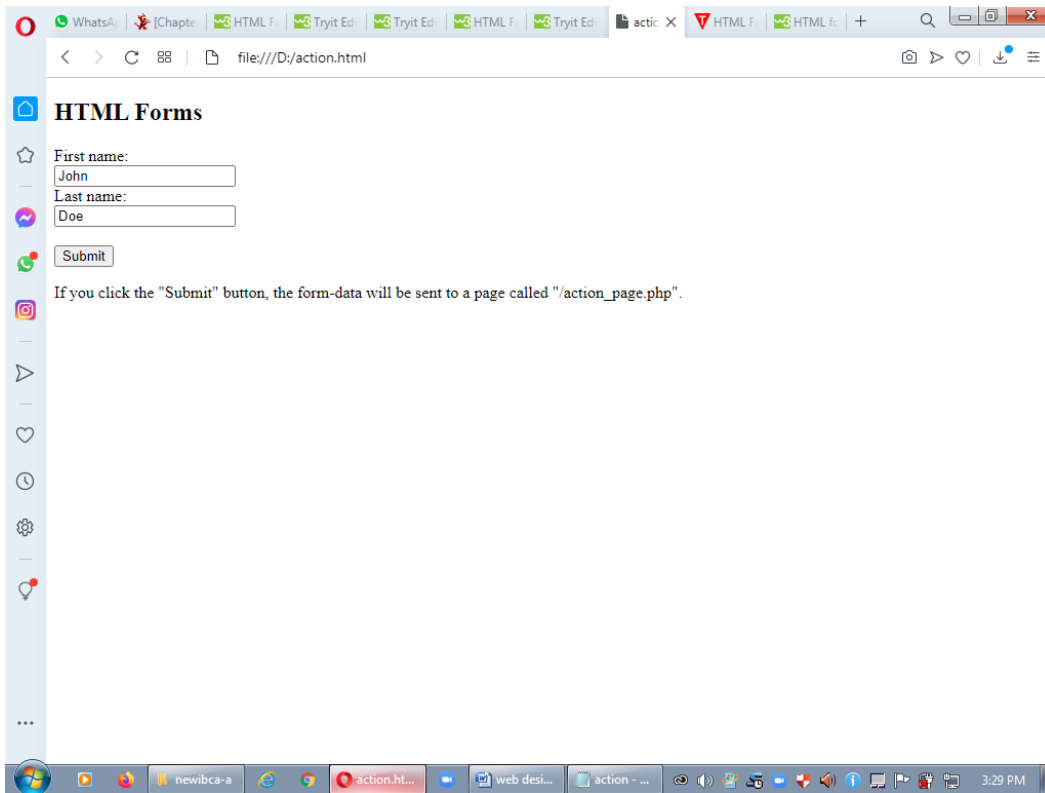 WhatsA
[Chapte
HTML F
Tryit Edi
Tryit Edi
HTML F
Tryit Edi
actic
HTML F
HTML fo
file:///D:/action.html
HTML Forms
First name:
John
Last name:
Doe
Submit
If you click the "Submit" button, the form-data will be sent to a page called "/action_page.php".
newibca-a
action.ht...
web desi...
action - ...
3:29 PM